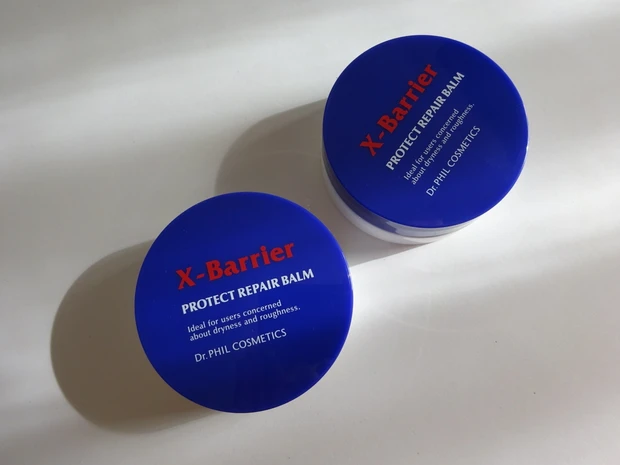 X-Barrier
PROTECT REPAIR BALM
Ideal for users concerned
about dryness and roughness.
Dr.PHIL COSMETICS
X-Barrier
PROTECT REPAIR BALM
Ideal for users concerned
about dryness and roughness.
Dr.PHIL COSMETICS